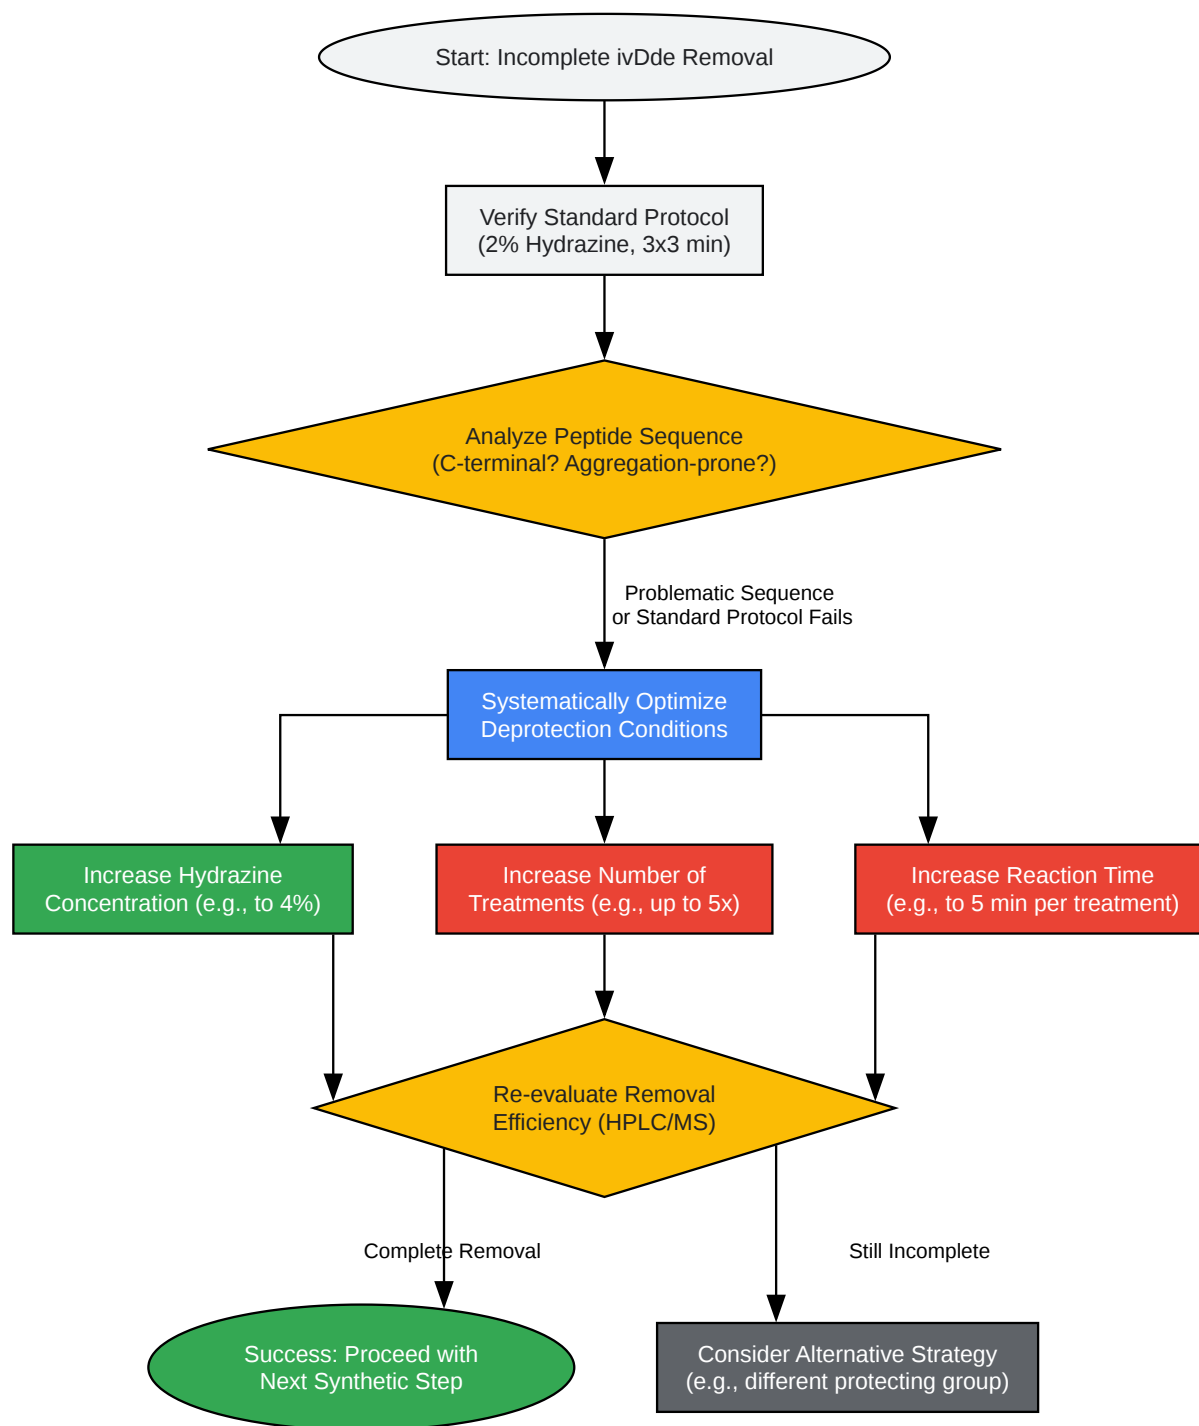 Start: Incomplete ivDde Removal
Verify Standard Protocol
(2% Hydrazine, 3x3 min)
Analyze Peptide Sequence
(C-terminal? Aggregation-prone?)
Problematic Sequence
or Standard Protocol Fails
Systematically Optimize
Deprotection Conditions
Increase Hydrazine
Concentration (e.g., to 4%)
Increase Number of
Treatments (e.g., up to 5x)
Increase Reaction Time
(e.g., to 5 min per treatment)
Re-evaluate Removal
Efficiency (HPLC/MS)
Complete Removal
Still Incomplete
Success: Proceed with
Next Synthetic Step
Consider Alternative Strategy
(e.g., different protecting group)